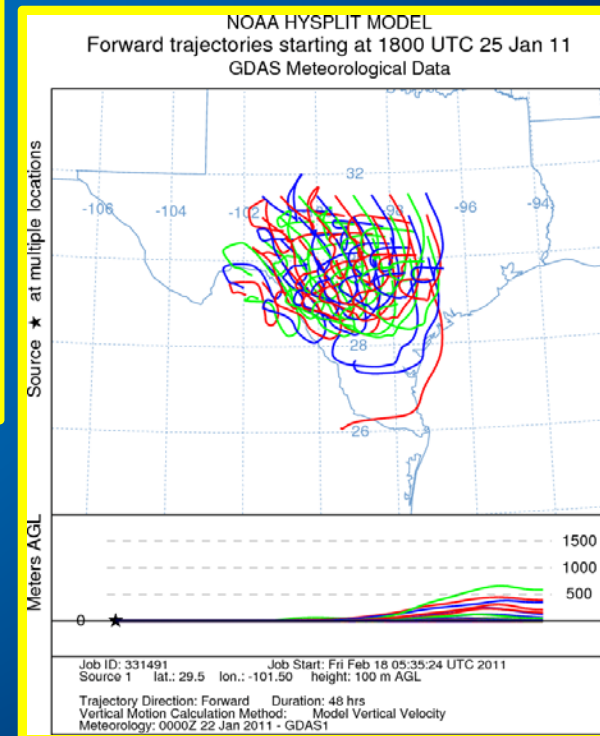 NOAA HYSPLIT MODEL
Forward trajectories starting at 1800 UTC 25 Jan 11
GDAS Meteorological Data
Source ★ at multiple locations
32
-106
-104
-102
-98
-96
-94
28
26
Meters AGL
1500
1000
500
0
★
Job ID: 331491 Job Start: Fri Feb 18 05:35:24 UTC 2011
Source 1 lat.: 29.5 lon.: -101.50 height: 100 m AGL
Trajectory Direction: Forward Duration: 48 hrs
Vertical Motion Calculation Method: Model Vertical Velocity
Meteorology: 0000Z 22 Jan 2011 - GDAS1